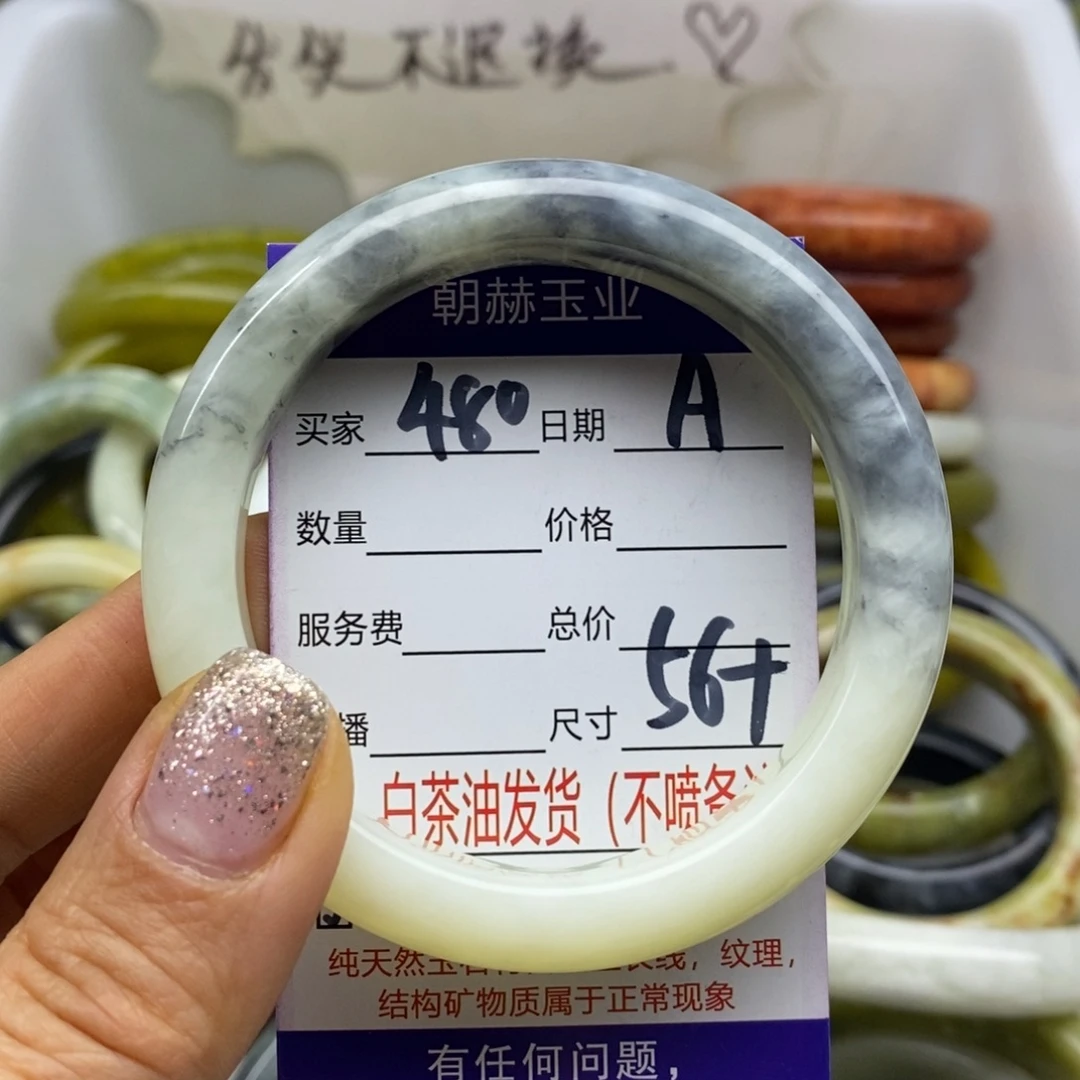 不退换
朝赫玉业
买家 480 日期 A
数量 价格
服务费 总价
播 尺寸 56+
白茶油发货（不喷
纯天然玉石 纹理，
结构矿物质属于正常现象
有任何问题，